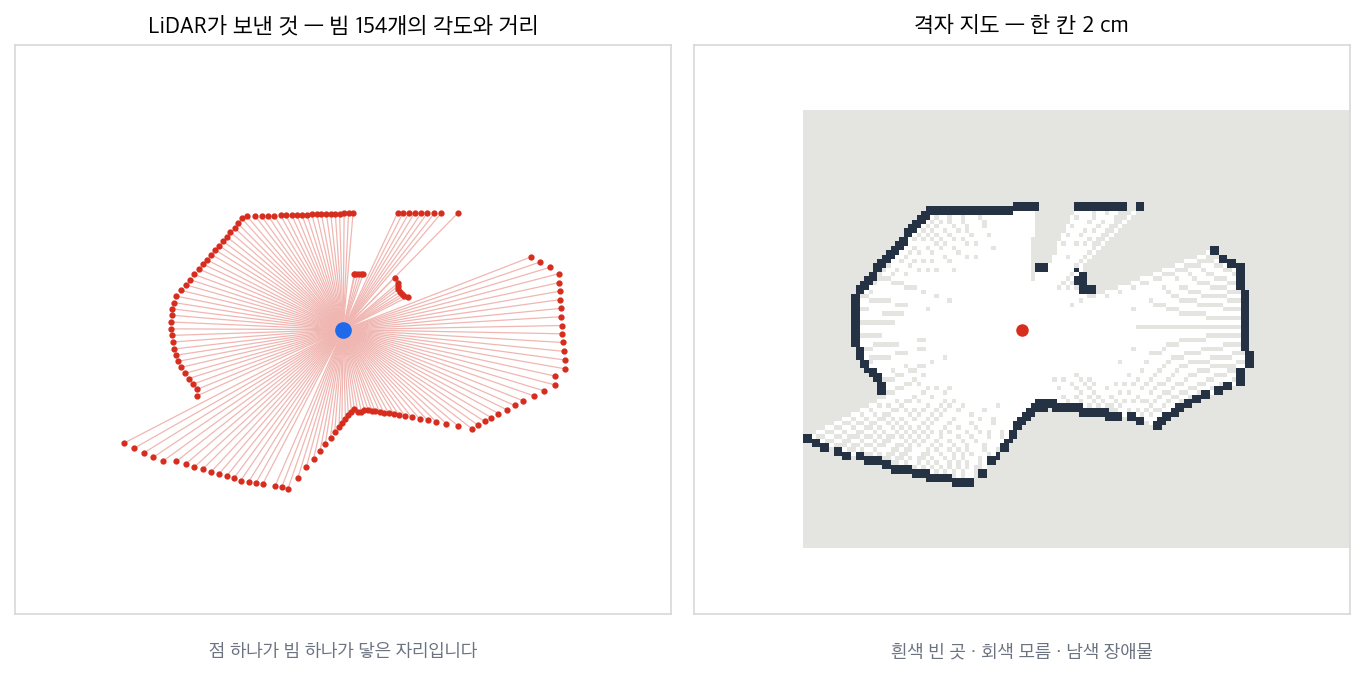 LiDAR가 보낸 것 — 빔 154개의 각도와 거리
격자 지도 — 한 칸 2 cm
점 하나가 빔 하나가 닿은 자리입니다
흰색 빈 곳 · 회색 모름 · 남색 장애물